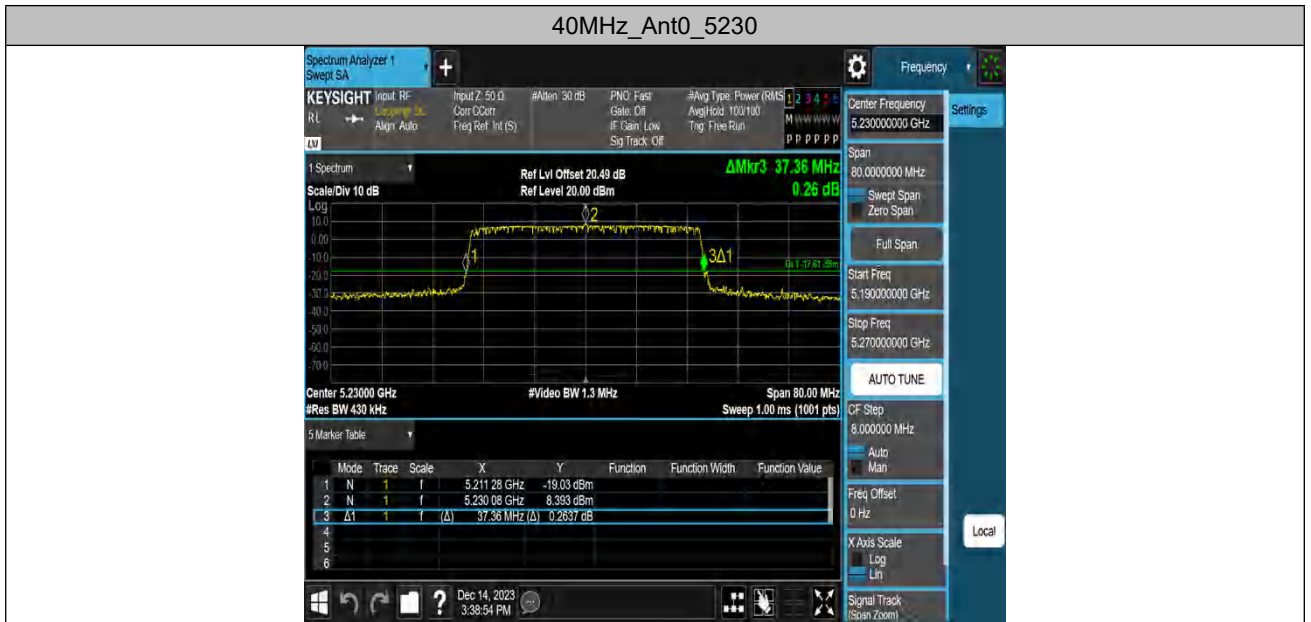 40MHz_Ant0_5230
Spectrum Analyzer 1
Swept SA
+
Frequency
KEYSIGHT
Input: RF
Input Z: 50 Ω
#Atten: 30 dB
PNO: Fast
#Avg Type: Power (RMS
1 2 3 4 5 6
RL
Corr CCorr
Gate: Off
Avg|Hold: 100/100
Align: Auto
Freq Ref: Int (S)
IF Gain: Low
Trig: Free Run
M W W W W W
LXI
Sig Track: Off
P P P P P P
Center Frequency
5.230000000 GHz
Settings
1 Spectrum
Ref Lvl Offset 20.49 dB
ΔMkr3 37.36 MHz
Scale/Div 10 dB
Ref Level 20.00 dBm
0.26 dB
Span
80.0000000 MHz
Swept Span
Zero Span
Full Span
Start Freq
5.190000000 GHz
Stop Freq
5.270000000 GHz
AUTO TUNE
CF Step
8.000000 MHz
Auto
Man
Freq Offset
0 Hz
X Axis Scale
Log
Lin
Signal Track
(Span Zoom)
Local
Log
10.0
0.00
-10.0
-20.0
-30.0
-40.0
-50.0
-60.0
-70.0
2
1
3Δ1
Center 5.23000 GHz
#Video BW 1.3 MHz
Span 80.00 MHz
#Res BW 430 kHz
Sweep 1.00 ms (1001 pts)
5 Marker Table
Mode Trace Scale X Y Function Function Width Function Value
1 N 1 f 5.211 28 GHz -19.03 dBm
2 N 1 f 5.230 08 GHz 8.393 dBm
3 Δ1 1 f (Δ) 37.36 MHz (Δ) 0.2637 dB
4
5
6
?
Dec 14, 2023
3:38:54 PM